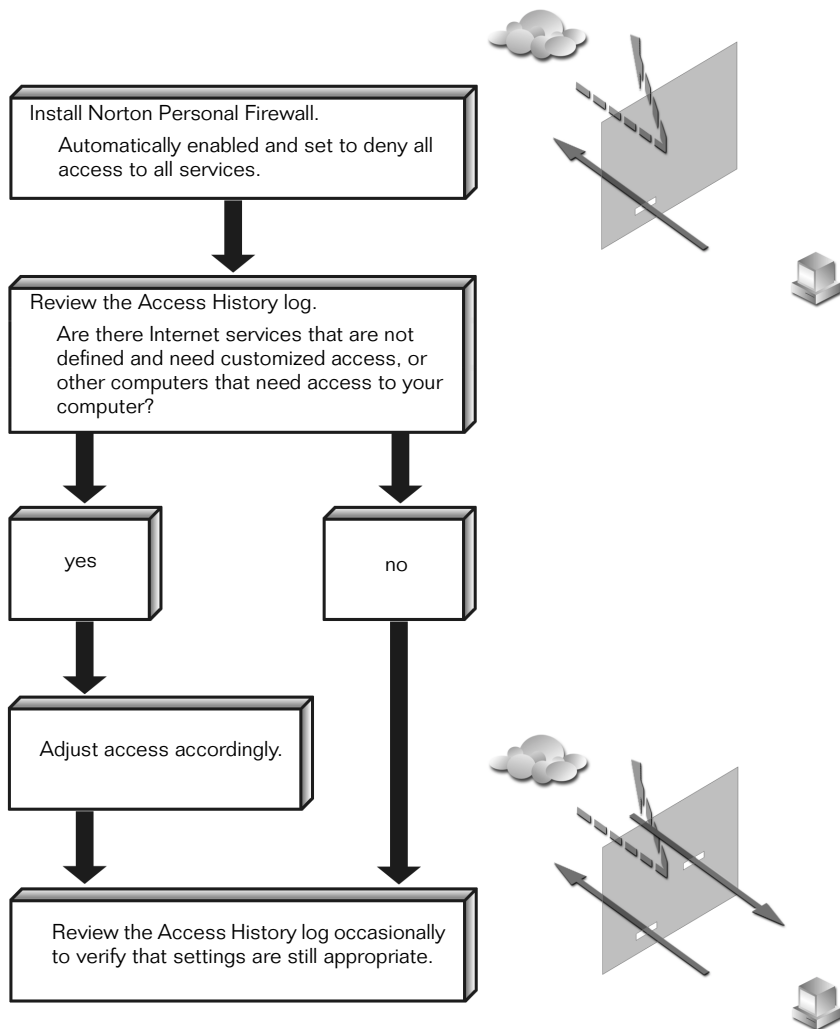 Install Norton Personal Firewall.
Automatically enabled and set to deny all
access to all services.
Review the Access History log.
Are there Internet services that are not
defined and need customized access, or
other computers that need access to your
computer?
yes
no
Adjust access accordingly.
Review the Access History log occasionally
to verify that settings are still appropriate.